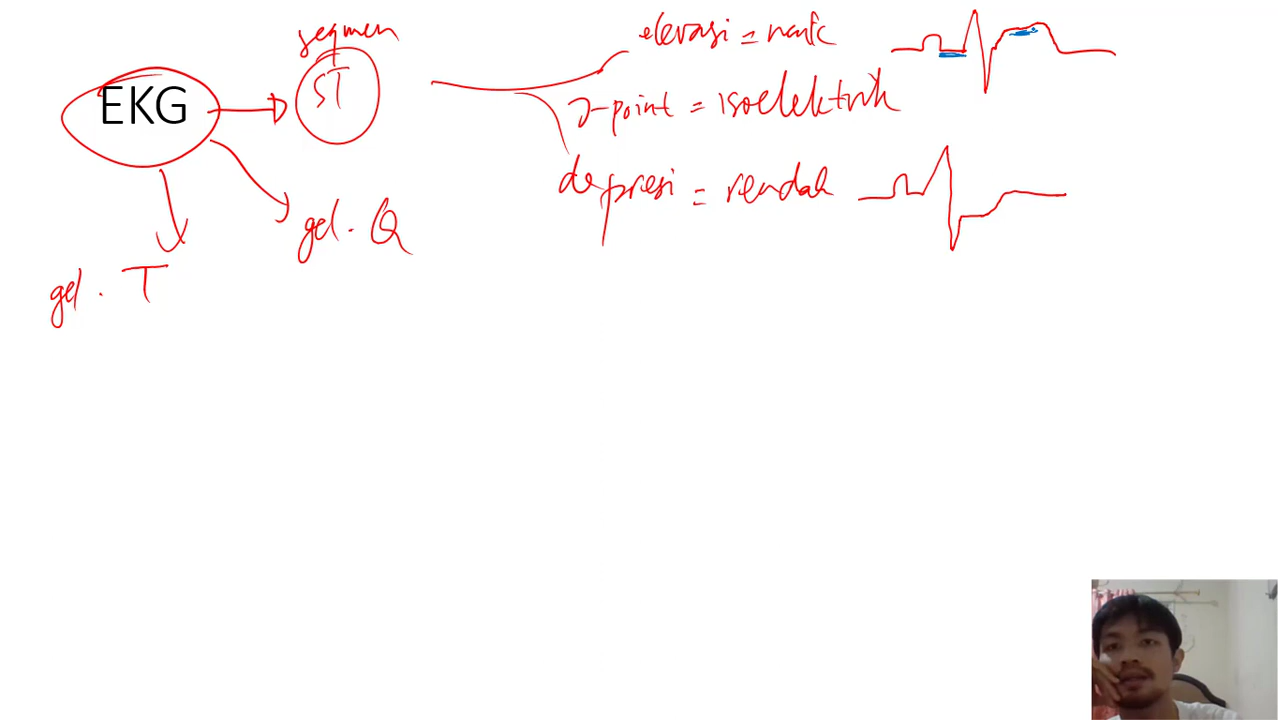 EKG
segmen
ST
elevasi = naik
J-point = isoelektrik
depresi = rendah
gel. Q
gel. T